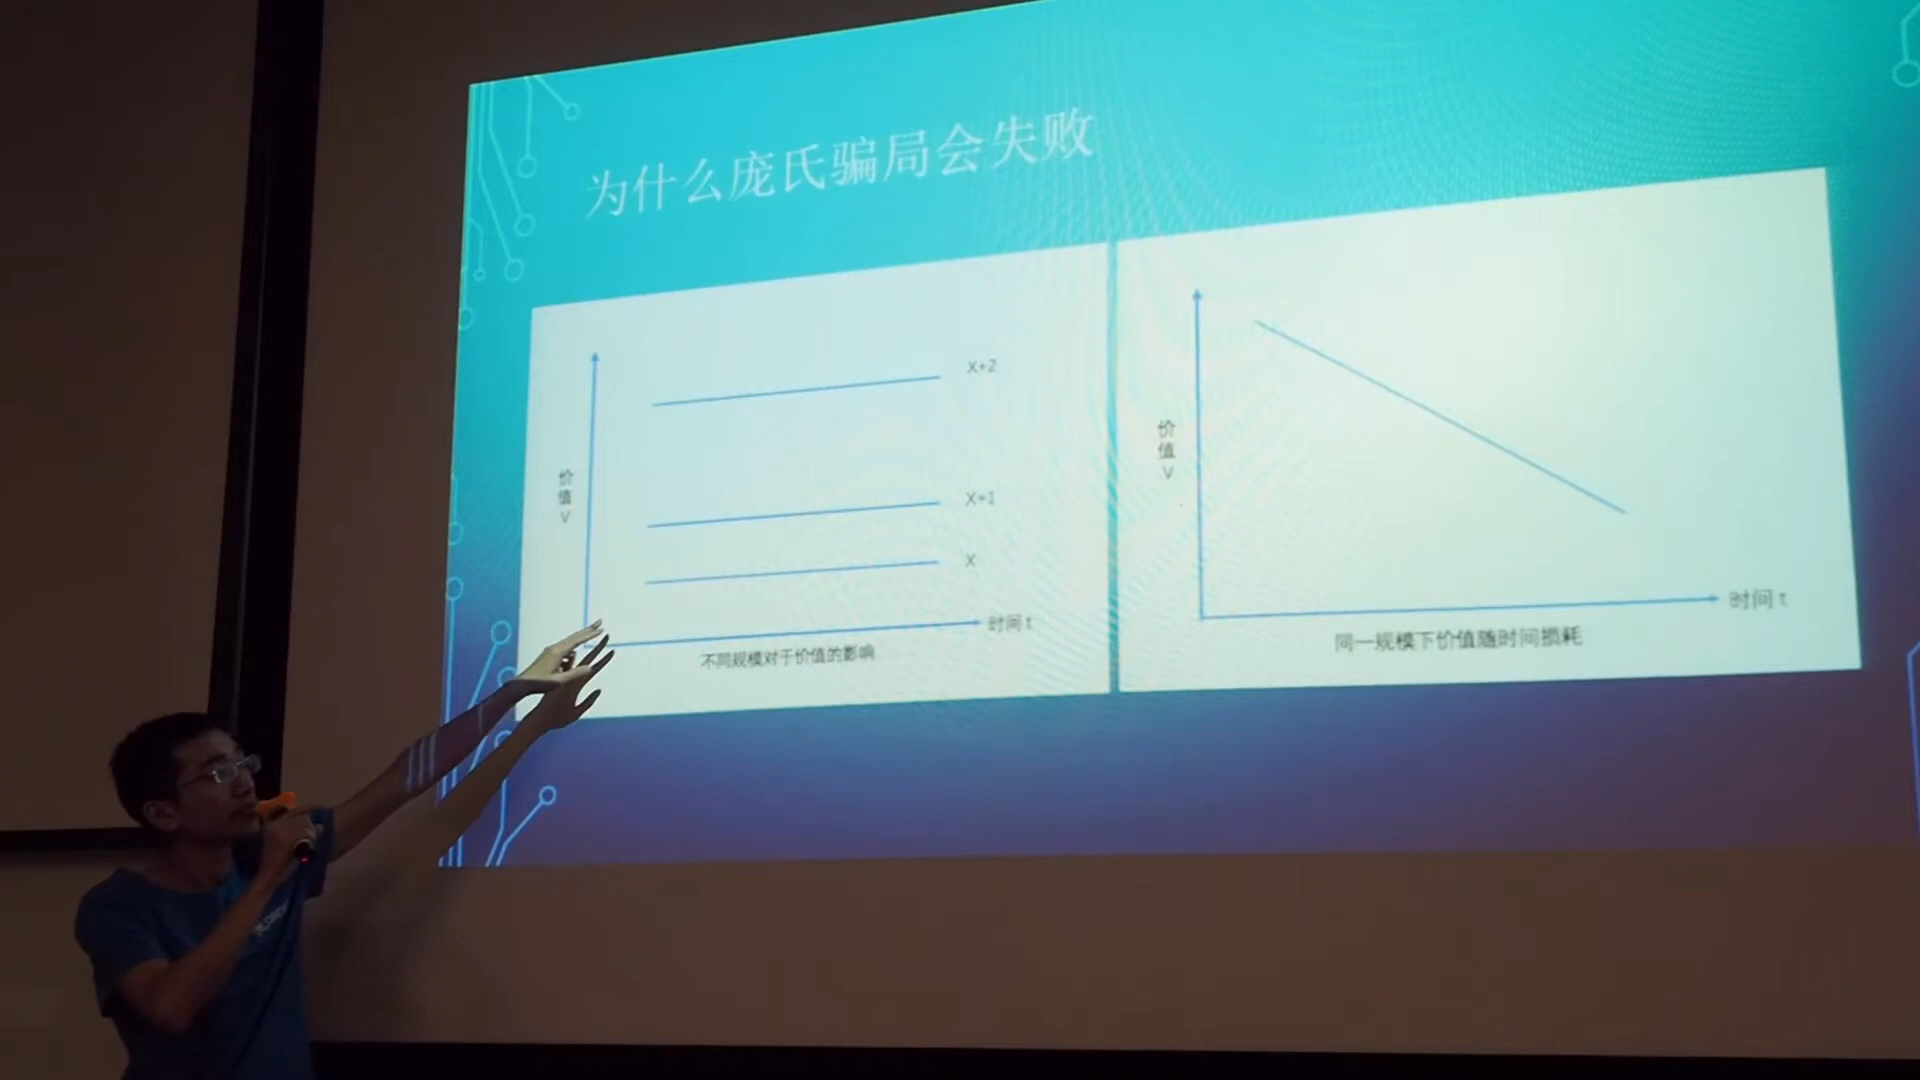 为什么庞氏骗局会失败
X+2
X+1
X
价值V
时间 t
不同规模对于价值的影响
价值V
时间 t
同一规模下价值随时间损耗